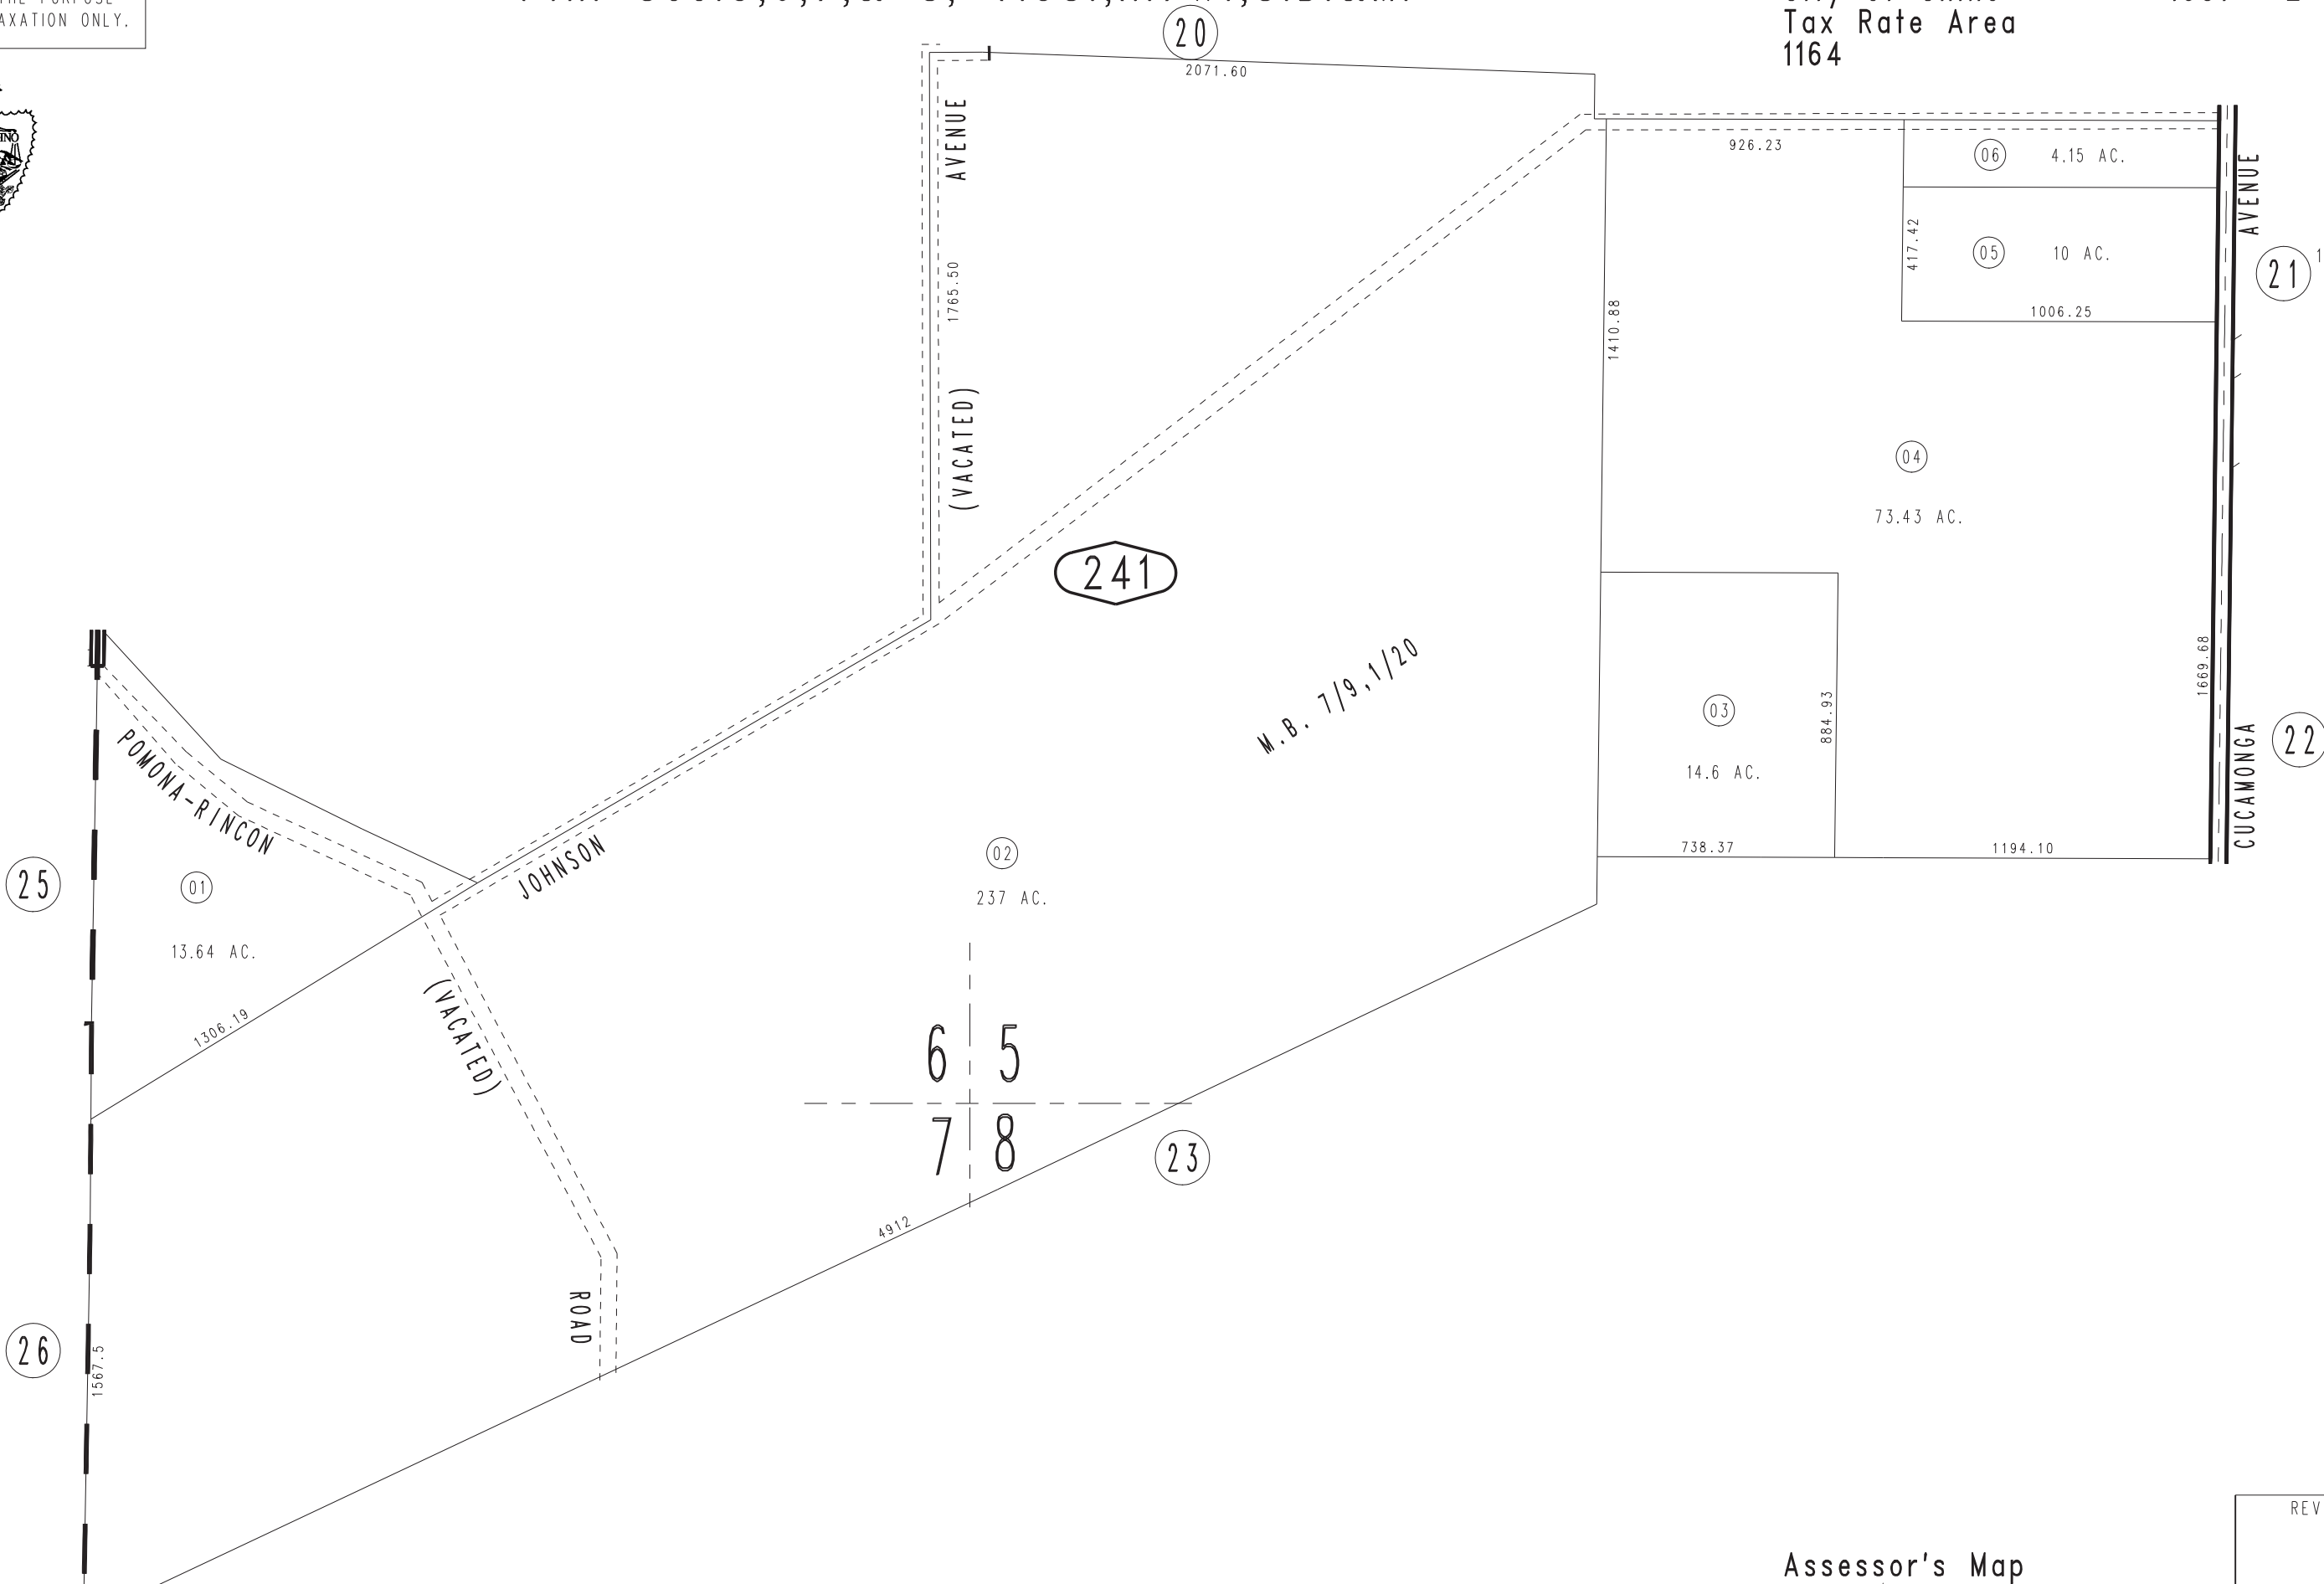 TAXATION ONLY.
Tax Rate Area
1164
20
2071.60
AVENUE
(VACATED)
1765.50
926.23
06 4.15 AC.
417.42
05 10 AC.
1006.25
AVENUE
21
1410.88
04
73.43 AC.
241
M.B. 7/9,1/20
1669.68
03
14.6 AC.
884.93
22
CUCAMONGA
738.37
1194.10
POMONA-RINCON
JOHNSON
02
237 AC.
25
01
13.64 AC.
1306.19
(VACATED)
1
6 5
7 8
23
4912
ROAD
26
1567.5
REV
Assessor's Map